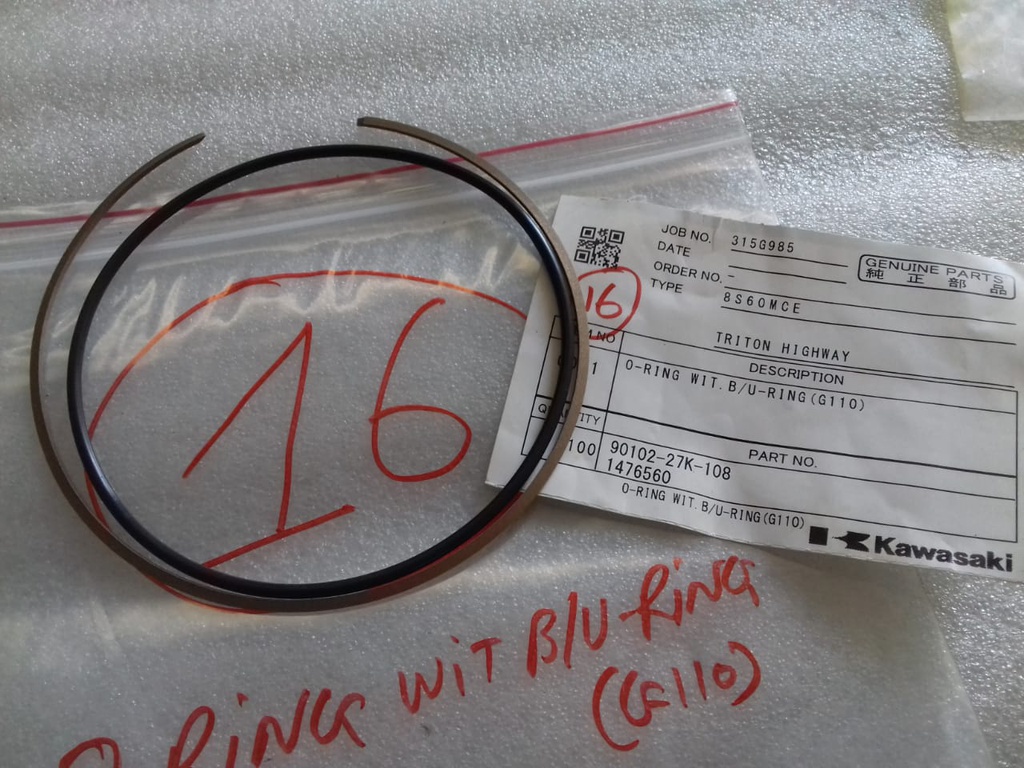 JOB NO. 315G985
DATE
ORDER NO. -
TYPE 8S60MCE
GENUINE PARTS
純正部品
16
TRITON HIGHWAY
NO DESCRIPTION
1 O-RING WIT. B/U-RING(G110)
PART NO.
100 90102-27K-108
1476560
O-RING WIT. B/U-RING(G110)
Kawasaki
16
O RING WIT B/U-RING
(G110)